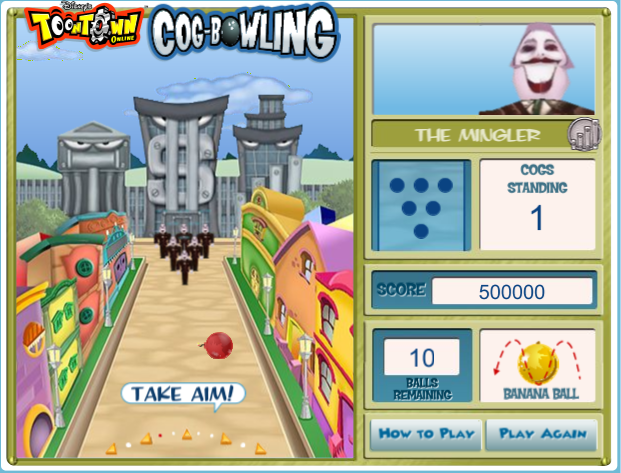 Disney's
TOONTOWN
ONLINE
COG-BOWLING
THE MINGLER
COGS
STANDING
1
SCORE 500000
10
BALLS
REMAINING
BANANA BALL
TAKE AIM!
HOW TO PLAY
PLAY AGAIN